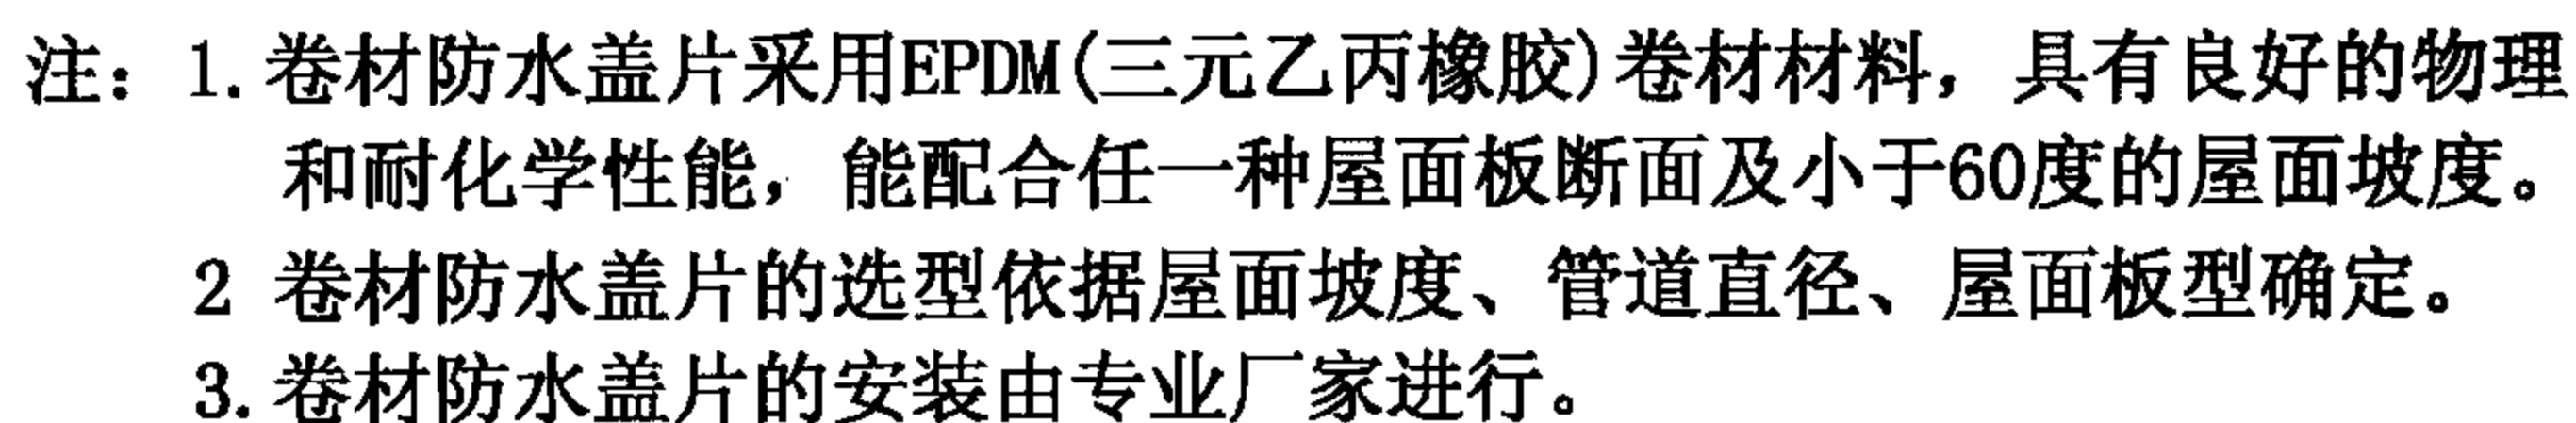 注：1.卷材防水盖片采用EPDM(三元乙丙橡胶)卷材材料，具有良好的物理
和耐化学性能，能配合任一种屋面板断面及小于60度的屋面坡度。
2 卷材防水盖片的选型依据屋面坡度、管道直径、屋面板型确定。
3.卷材防水盖片的安装由专业厂家进行。